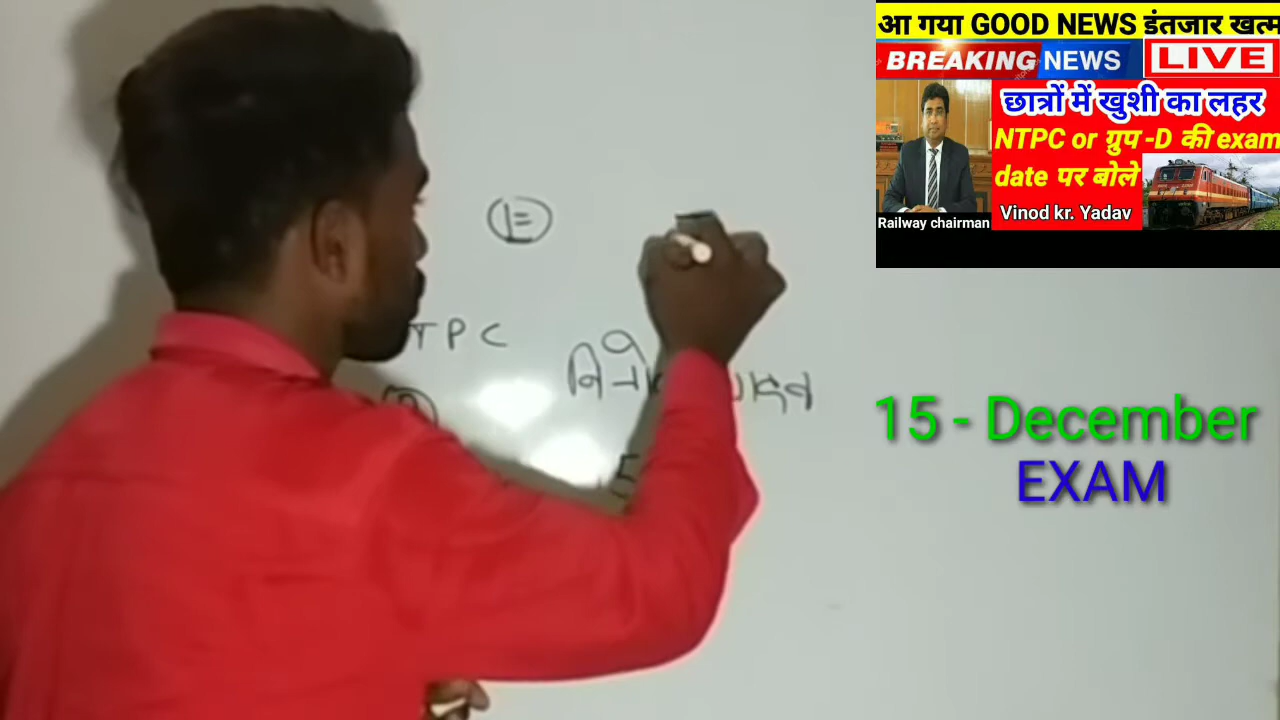 आ गया GOOD NEWS इंतजार खत्म
BREAKING NEWS LIVE
छात्रों में खुशी का लहर
NTPC or ग्रुप -D की exam
date पर बोले
Vinod kr. Yadav
Railway chairman
E
TPC
15 - December
EXAM